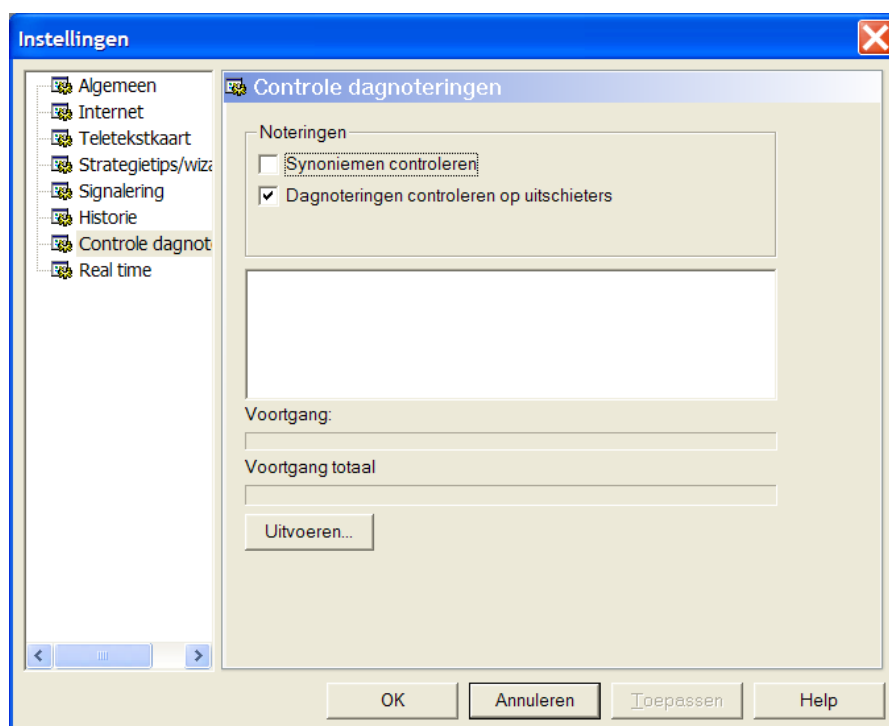 Instellingen
Algemeen
Internet
Teletekstkaart
Strategietips/wiza
Signalering
Historie
Controle dagnot
Real time
Controle dagnoteringen
Noteringen
Synoniemen controleren
Dagnoteringen controleren op uitschieters
Voortgang:
Voortgang totaal
Uitvoeren...
OK
Annuleren
Toepassen
Help